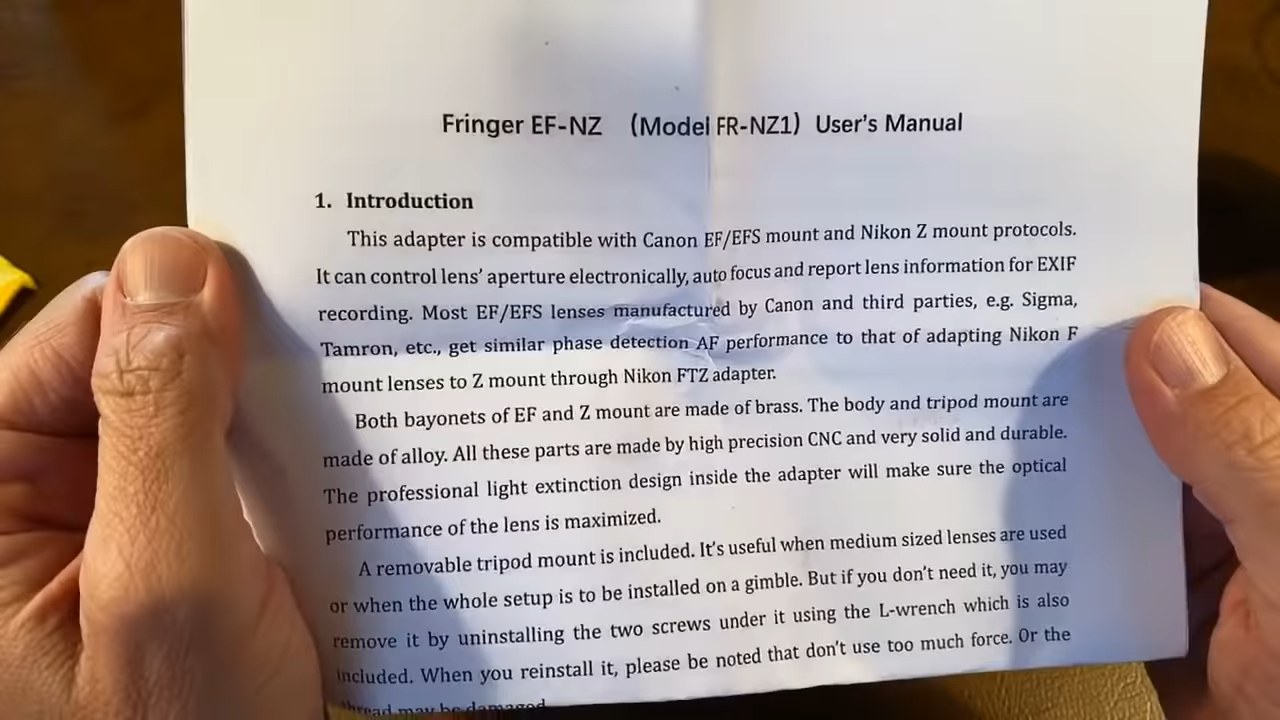 Fringer EF-NZ (Model FR-NZ1) User's Manual
1. Introduction
This adapter is compatible with Canon EF/EFS mount and Nikon Z mount protocols.
It can control lens' aperture electronically, auto focus and report lens information for EXIF
recording. Most EF/EFS lenses manufactured by Canon and third parties, e.g. Sigma,
Tamron, etc., get similar phase detection AF performance to that of adapting Nikon F
mount lenses to Z mount through Nikon FTZ adapter.
Both bayonets of EF and Z mount are made of brass. The body and tripod mount are
made of alloy. All these parts are made by high precision CNC and very solid and durable.
The professional light extinction design inside the adapter will make sure the optical
performance of the lens is maximized.
A removable tripod mount is included. It's useful when medium sized lenses are used
or when the whole setup is to be installed on a gimble. But if you don't need it, you may
remove it by uninstalling the two screws under it using the L-wrench which is also
included. When you reinstall it, please be noted that don't use too much force. Or the
thread may be damaged